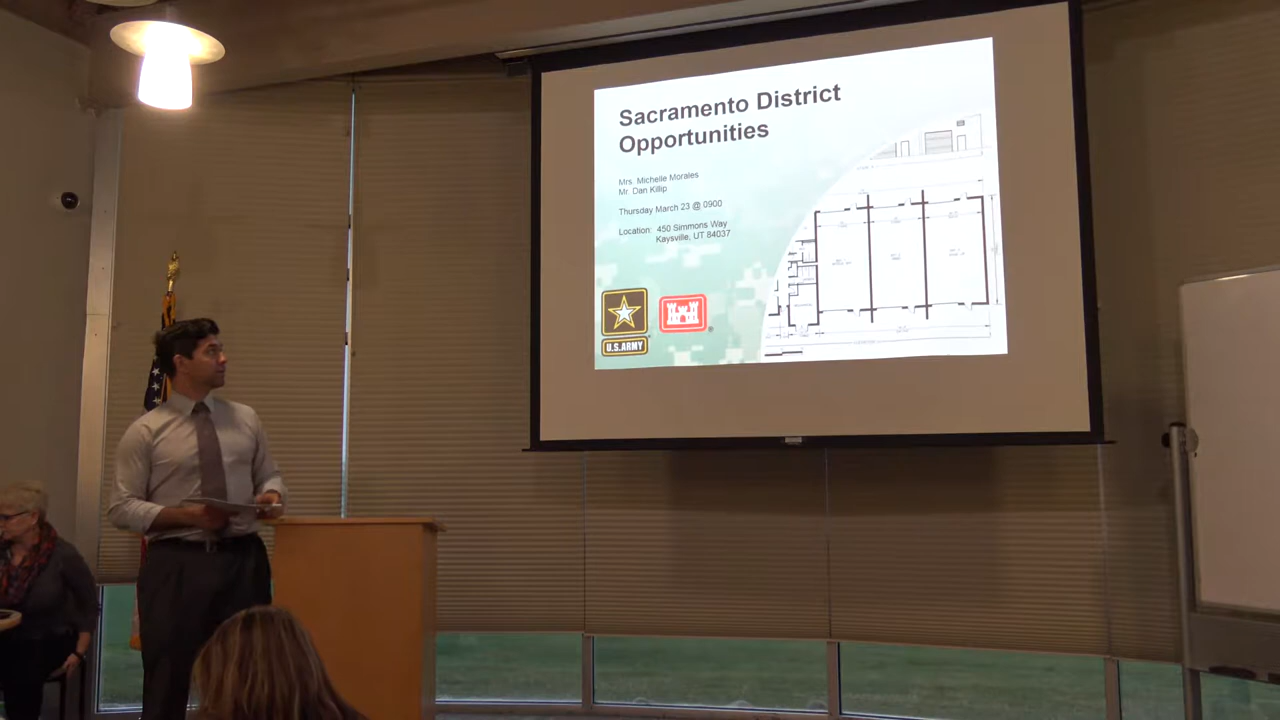 Sacramento District
Opportunities
Mrs. Michelle Morales
Mr. Dan Killip
Thursday March 23 @ 0900
Location: 450 Simmons Way
Kaysville, UT 84037
U.S.ARMY